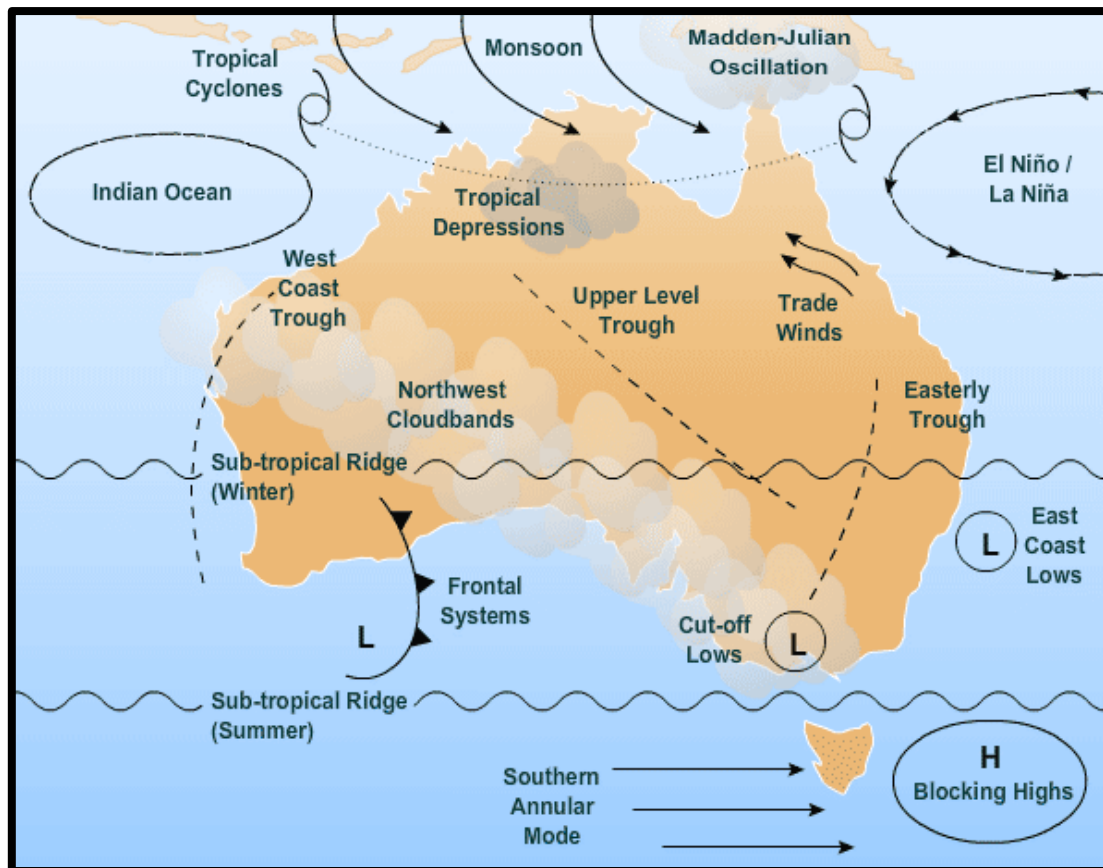 Tropical
Cyclones
Monsoon
Madden-Julian
Oscillation
Indian Ocean
El Niño /
La Niña
Tropical
Depressions
West
Coast
Trough
Upper Level
Trough
Trade
Winds
Northwest
Cloudbands
Easterly
Trough
Sub-tropical Ridge
(Winter)
L
East
Coast
Lows
Frontal
Systems
L
Cut-off
Lows
L
Sub-tropical Ridge
(Summer)
Southern
Annular
Mode
H
Blocking Highs